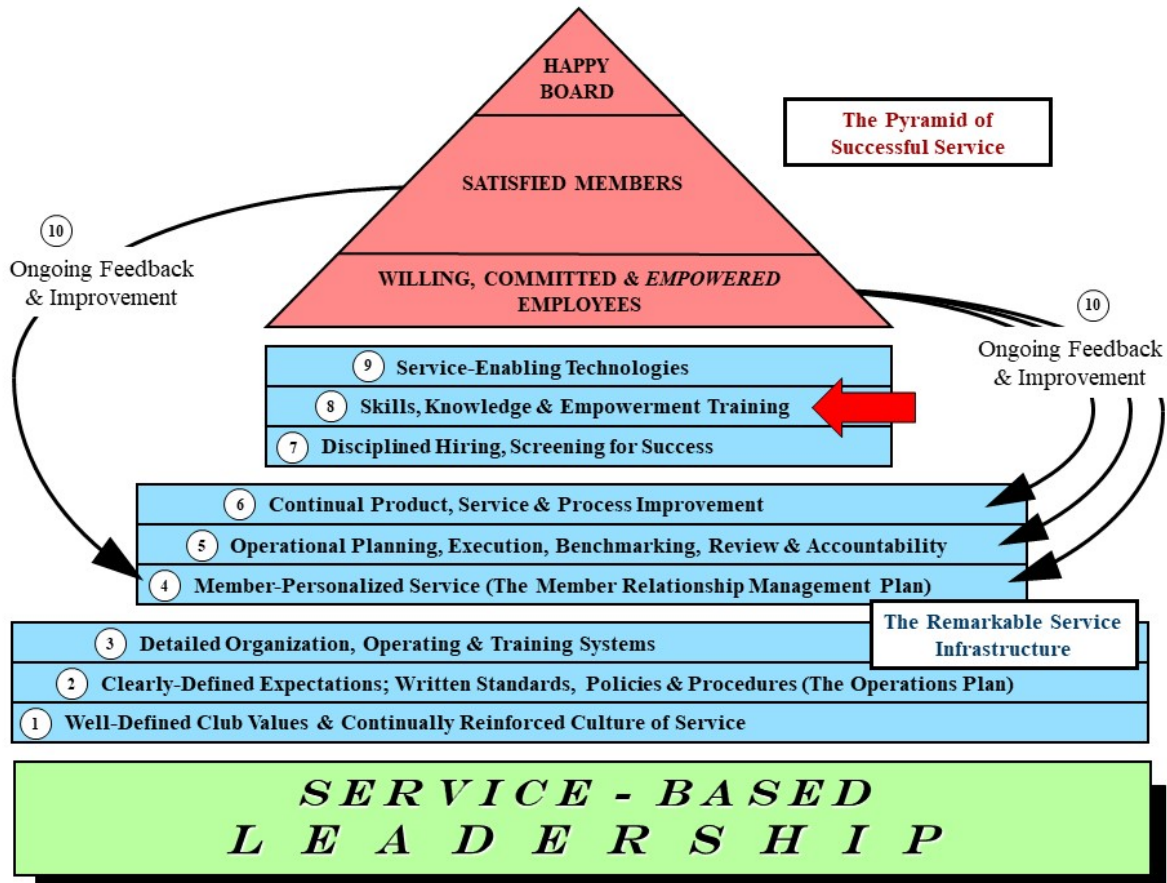 HAPPY
BOARD
The Pyramid of
Successful Service
SATISFIED MEMBERS
10
Ongoing Feedback
& Improvement
WILLING, COMMITTED & EMPOWERED
EMPLOYEES
10
Ongoing Feedback
& Improvement
9 Service-Enabling Technologies
8 Skills, Knowledge & Empowerment Training
7 Disciplined Hiring, Screening for Success
6 Continual Product, Service & Process Improvement
5 Operational Planning, Execution, Benchmarking, Review & Accountability
4 Member-Personalized Service (The Member Relationship Management Plan)
The Remarkable Service
Infrastructure
3 Detailed Organization, Operating & Training Systems
2 Clearly-Defined Expectations; Written Standards, Policies & Procedures (The Operations Plan)
1 Well-Defined Club Values & Continually Reinforced Culture of Service
SERVICE - BASED
LEADERSHIP